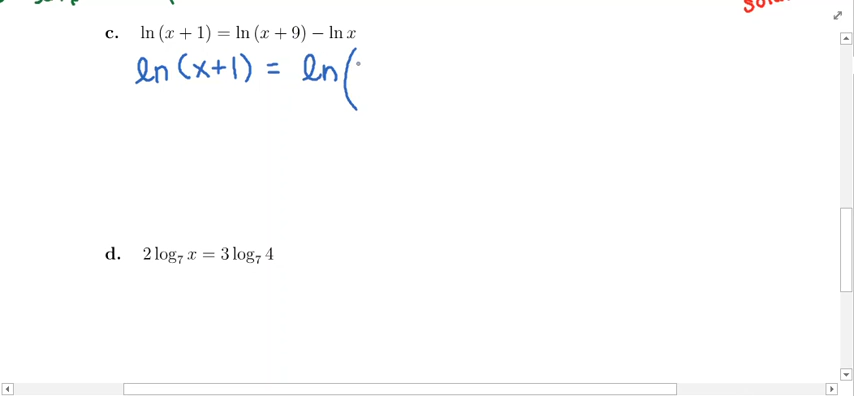 c. ln (x + 1) = ln (x + 9) − ln x
ln (x+1) = ln (
d. 2 log₇ x = 3 log₇ 4